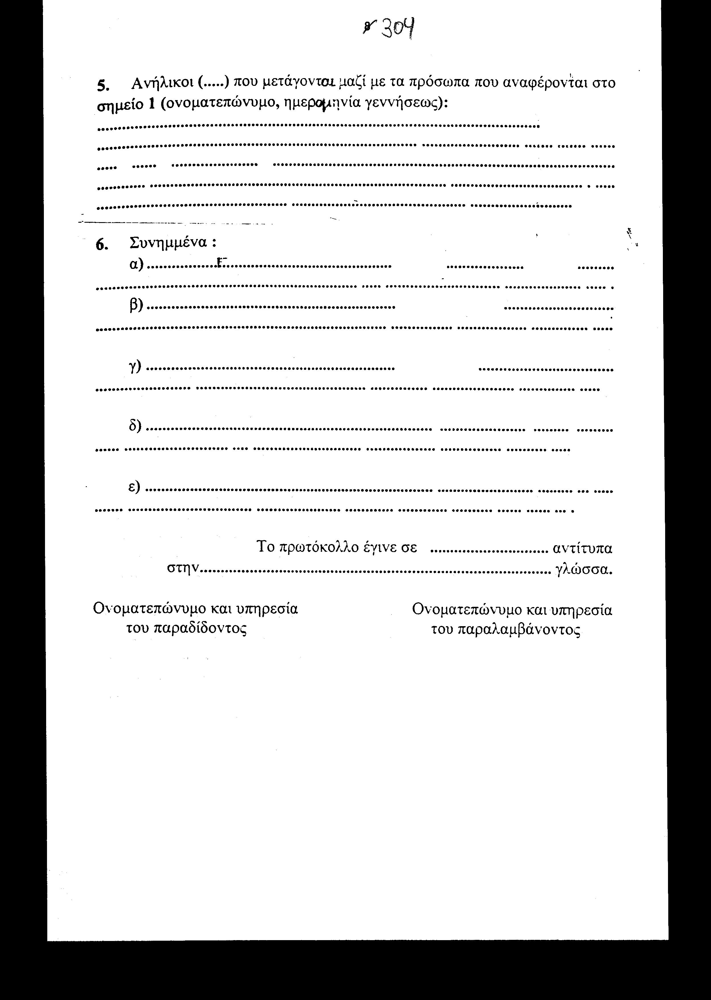 304
5. Ανήλικοι (.....) που μετάγονται μαζί με τα πρόσωπα που αναφέρονται στο
σημείο 1 (ονοματεπώνυμο, ημερομηνία γεννήσεως):
6. Συνημμένα :
α) ..........
β) ..........
γ) ..........
δ) ..........
ε) ..........
Το πρωτόκολλο έγινε σε .......... αντίτυπα
στην.......... γλώσσα.
Ονοματεπώνυμο και υπηρεσία Ονοματεπώνυμο και υπηρεσία
του παραδίδοντος του παραλαμβάνοντος